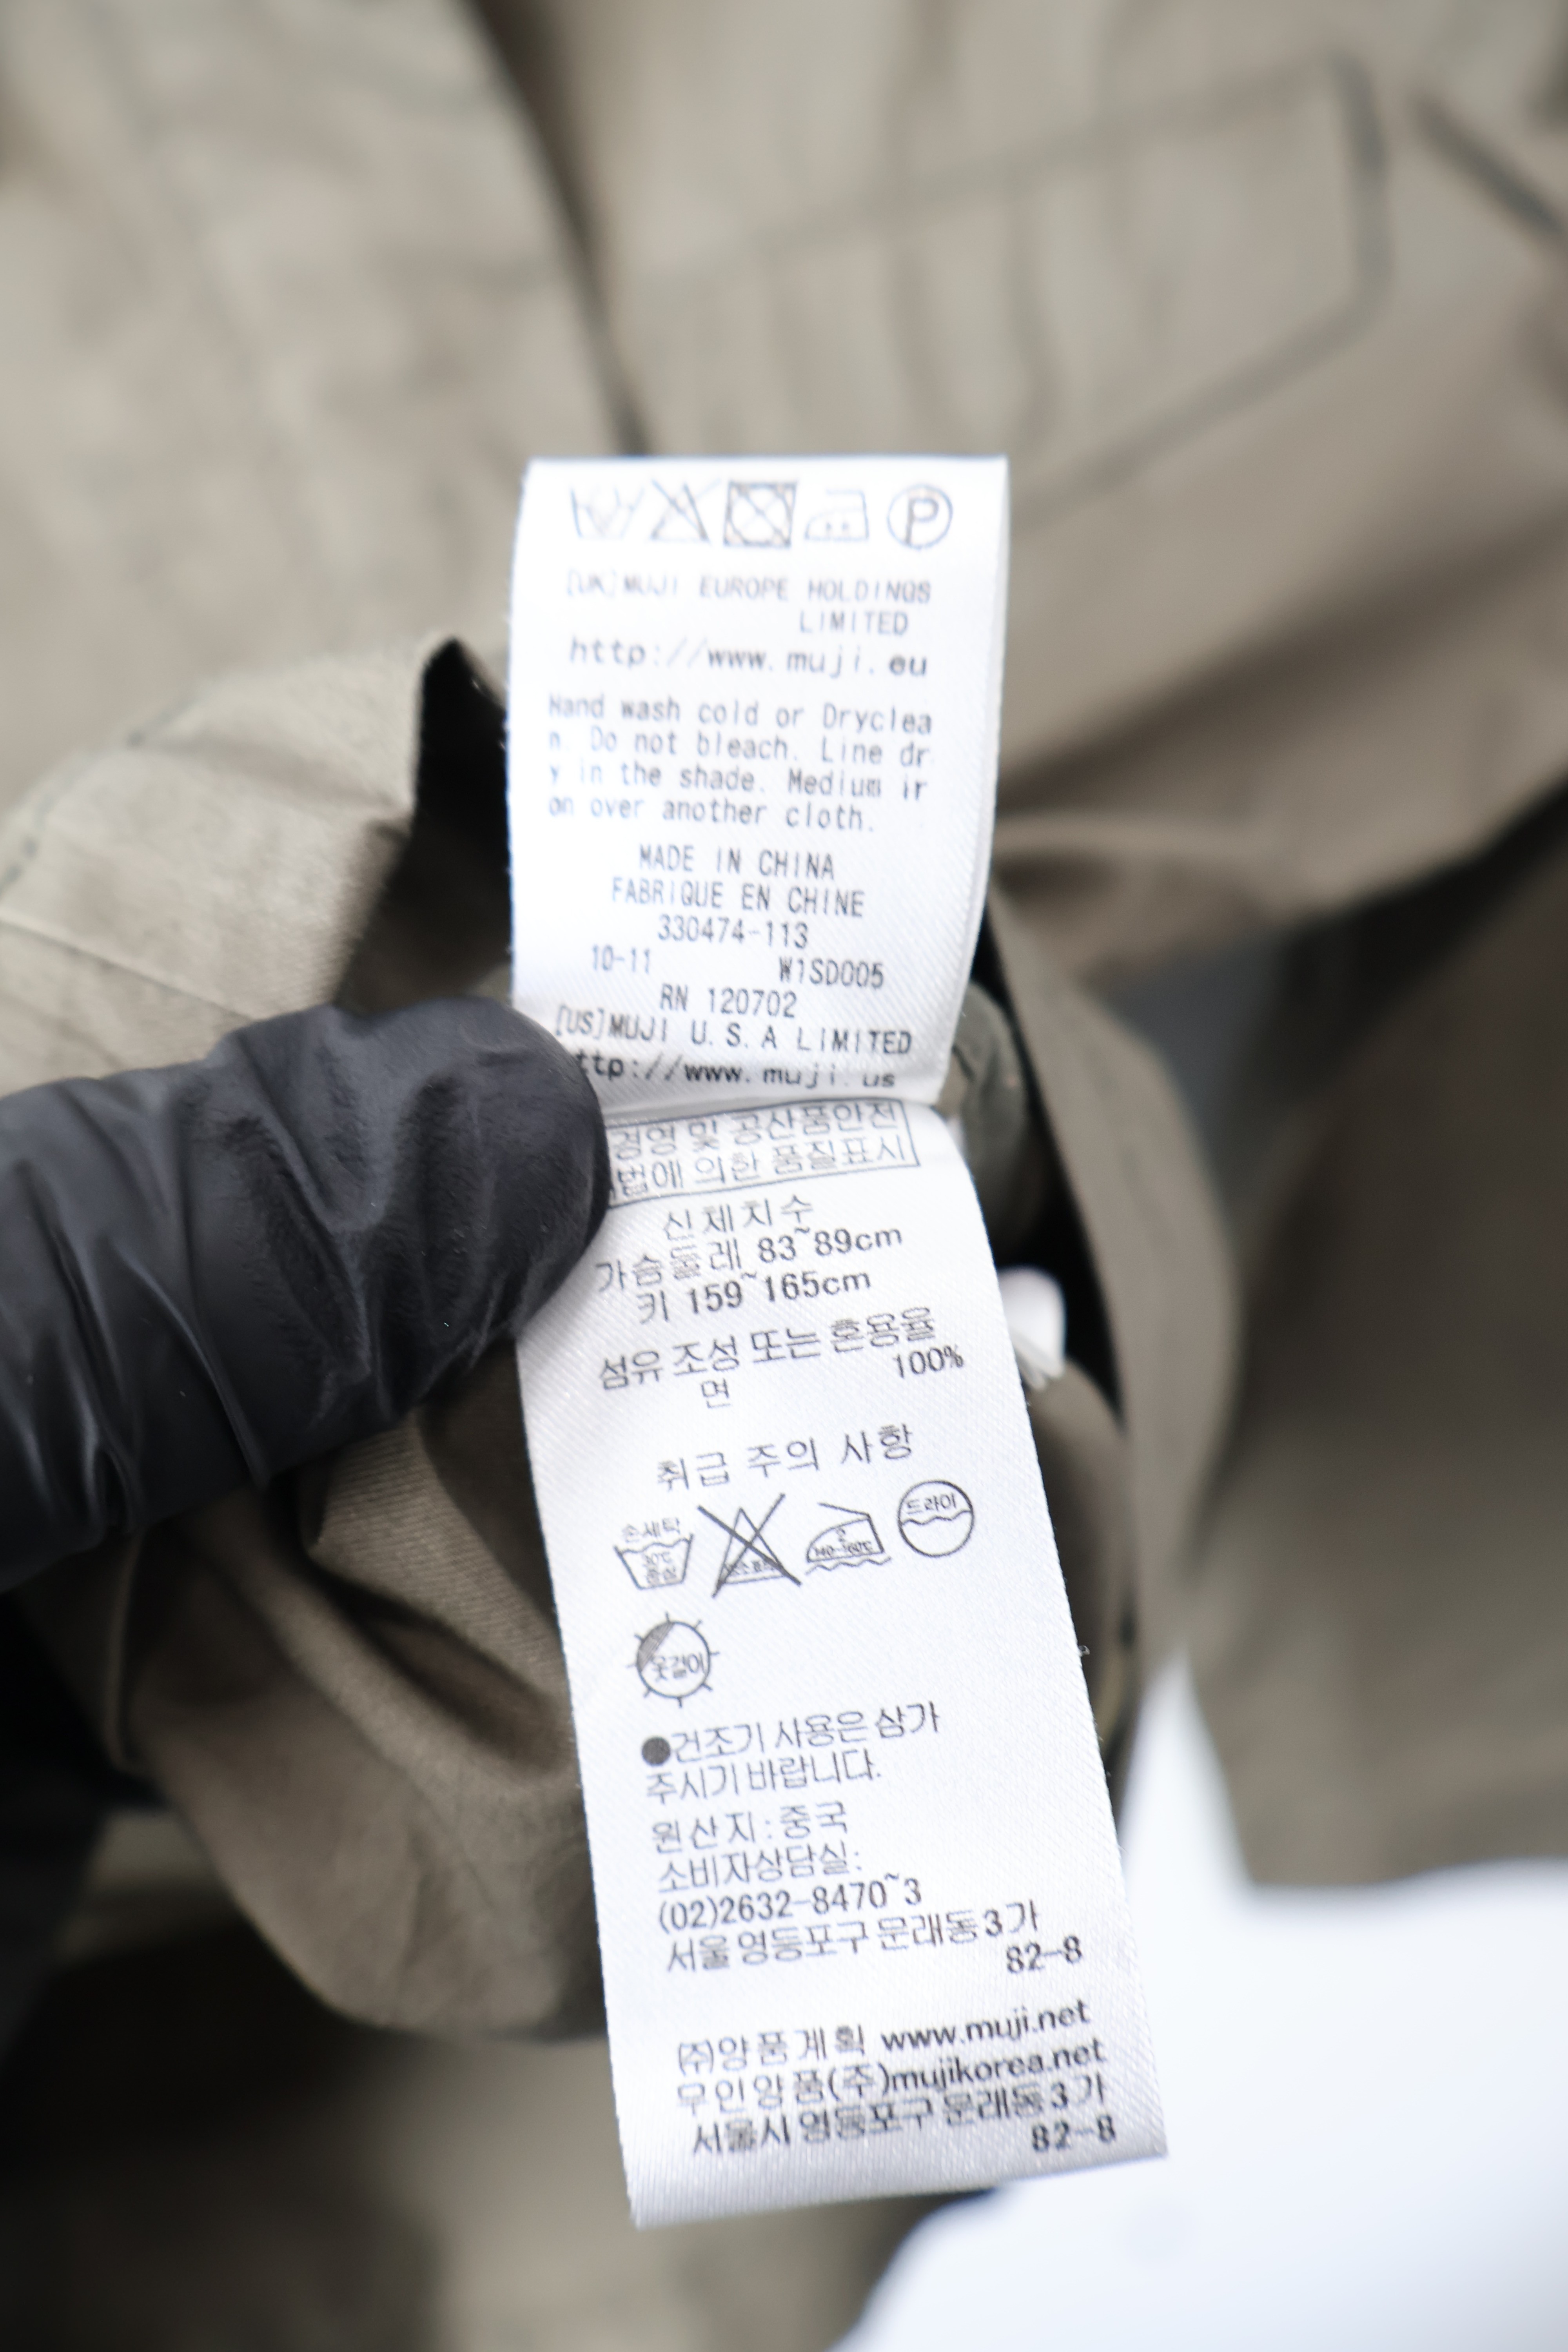 P
[UK]MUJI EUROPE HOLDINGS
LIMITED
http://www.muji.eu
Hand wash cold or Dryclea
n. Do not bleach. Line dr
y in the shade. Medium ir
on over another cloth.
MADE IN CHINA
FABRIQUE EN CHINE
330474-113
10-11 W1SD005
RN 120702
[US]MUJI U.S.A LIMITED
ttp://www.muji.us
경영 및 공산품안전
법에 의한 품질표시
신체치수
가슴둘레 83~89cm
키 159~165cm
섬유 조성 또는 혼용율
면 100%
취급 주의 사항
손세탁
30℃
중성
2
140~160℃
드라이
옷걸이
●건조기 사용은 삼가
주시기 바랍니다.
원산지:중국
소비자상담실:
(02)2632-8470~3
서울 영등포구 문래동3가
82-8
㈜양품계획 www.muji.net
무인양품(주)mujikorea.net
서울시 영등포구 문래동3가
82-8